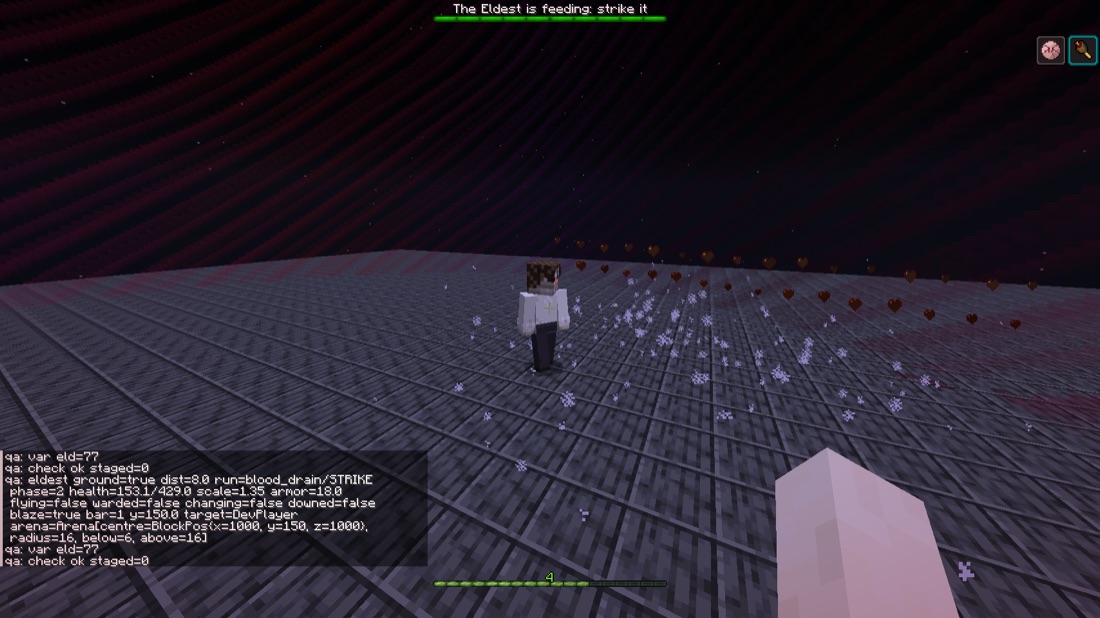 The Eldest is feeding: strike it
qa: var eld=77
qa: check ok staged=0
qa: eldest ground=true dist=8.0 run=blood_drain/STRIKE
phase=2 health=153.1/429.0 scale=1.35 armor=18.0
flying=false warded=false changing=false downed=false
blaze=true bar=1 y=150.0 target=DevPlayer
arena=Arena[centre=BlockPos{x=1000, y=150, z=1000},
radius=16, below=6, above=16]
qa: var eld=77
qa: check ok staged=0
4